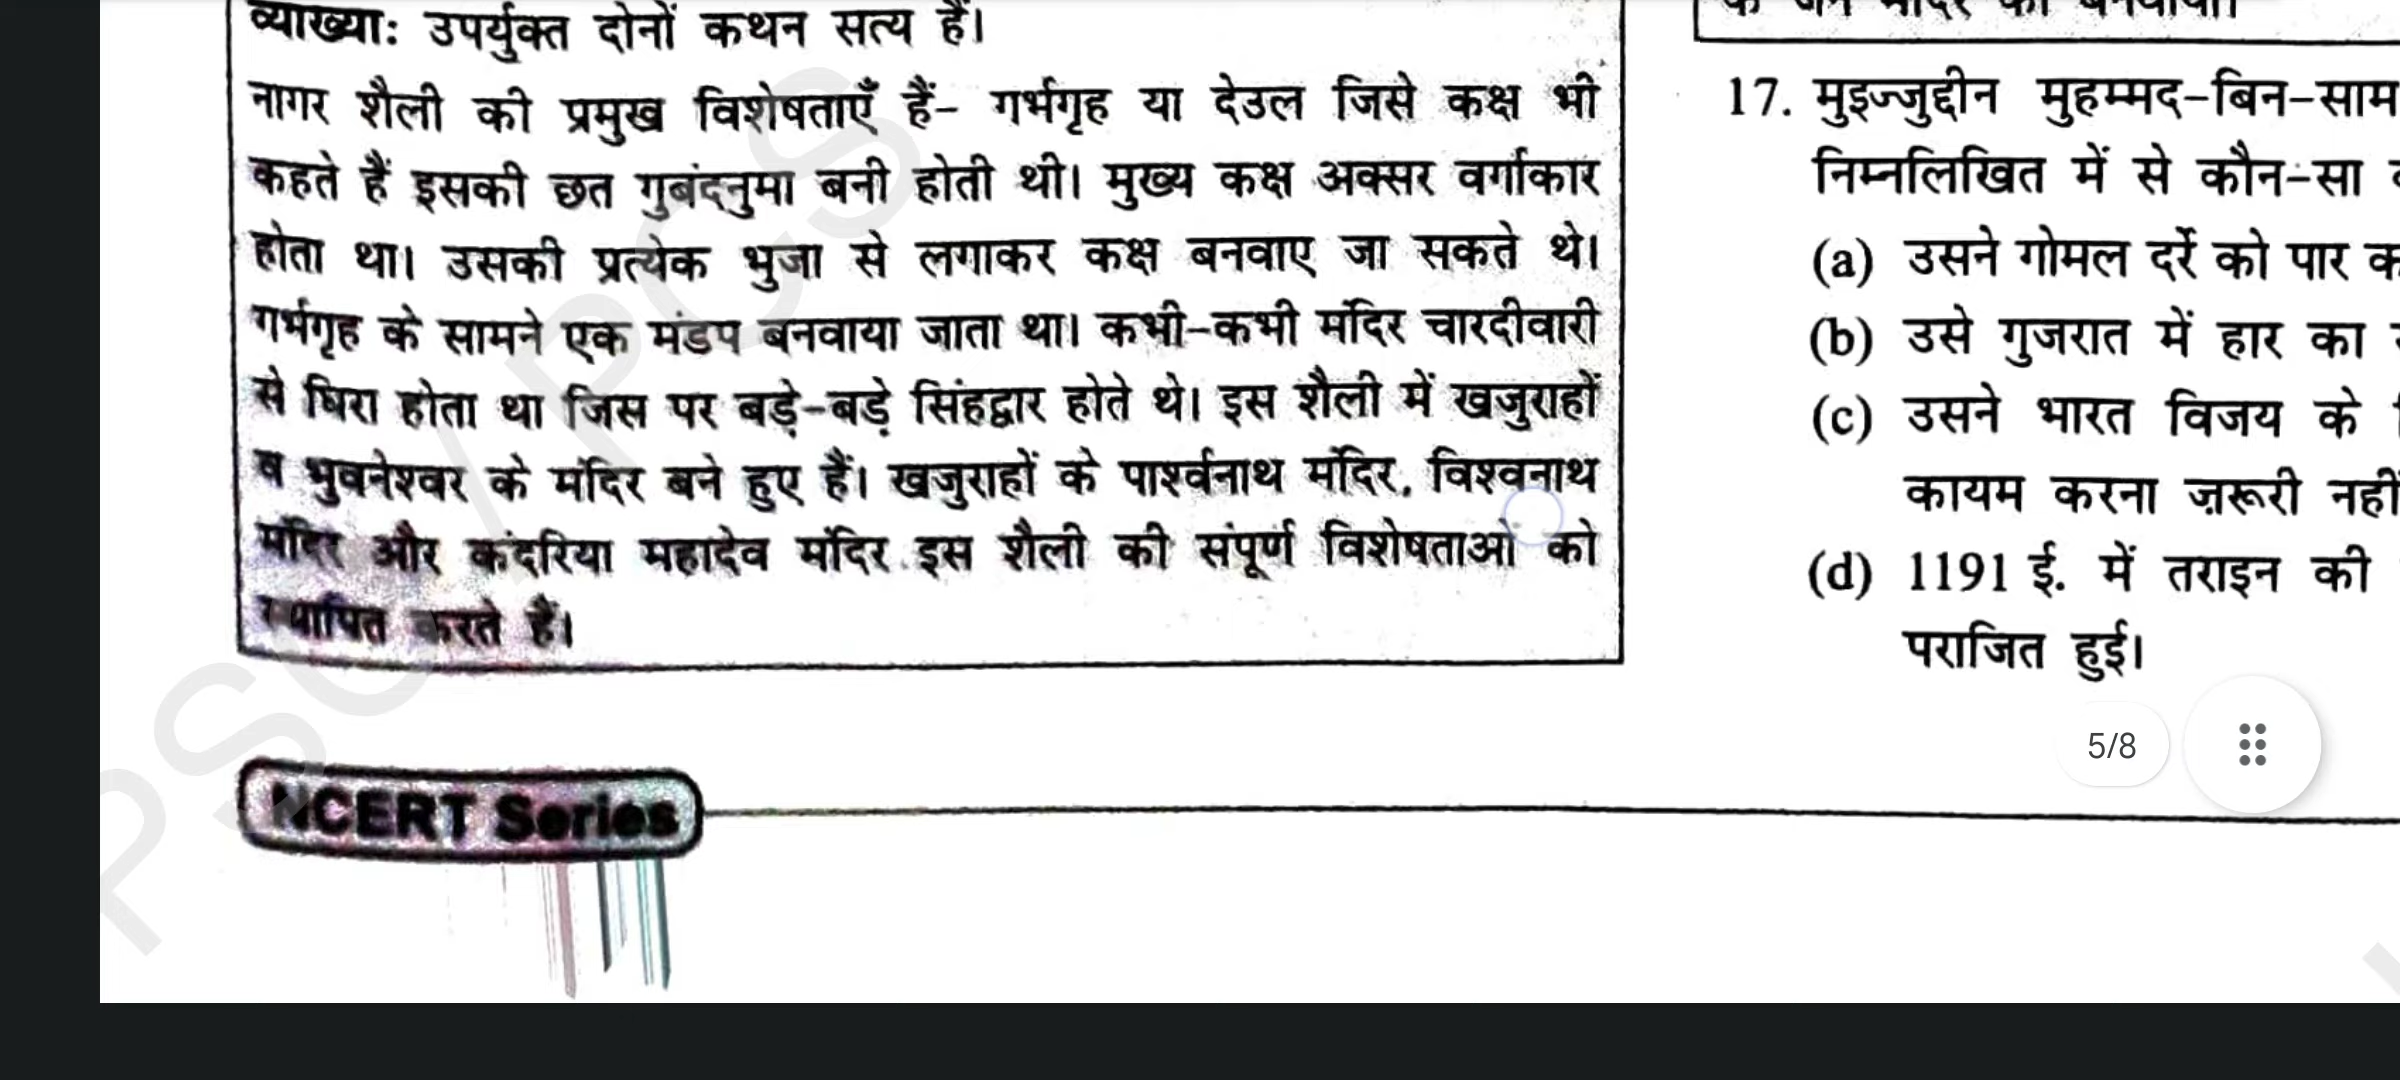 व्याख्याः उपर्युक्त दोनों कथन सत्य हैं।
नागर शैली की प्रमुख विशेषताएँ हैं- गर्भगृह या देउल जिसे कक्ष भी
कहते हैं इसकी छत गुबंदनुमा बनी होती थी। मुख्य कक्ष अक्सर वर्गाकार
होता था। उसकी प्रत्येक भुजा से लगाकर कक्ष बनवाए जा सकते थे।
गर्भगृह के सामने एक मंडप बनवाया जाता था। कभी-कभी मंदिर चारदीवारी
से घिरा होता था जिस पर बड़े-बड़े सिंहद्वार होते थे। इस शैली में खजुराहों
व भुवनेश्वर के मंदिर बने हुए हैं। खजुराहों के पार्श्वनाथ मंदिर, विश्वनाथ
मंदिर और कंदरिया महादेव मंदिर इस शैली की संपूर्ण विशेषताओं को
स्थापित करते हैं।
NCERT Series
17. मुइज्जुद्दीन मुहम्मद-बिन-साम
निम्नलिखित में से कौन-सा
(a) उसने गोमल दर्रे को पार
(b) उसे गुजरात में हार का
(c) उसने भारत विजय के
कायम करना ज़रूरी नहीं
(d) 1191 ई. में तराइन की
पराजित हुई।
5/8